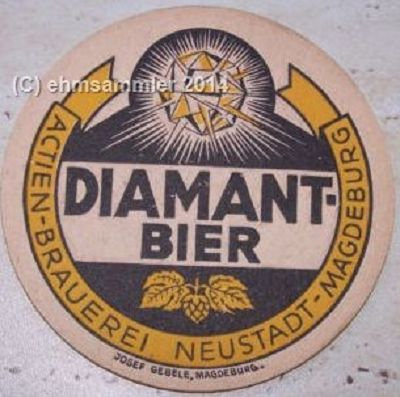 (C) ehmsammler 2014
DIAMANT-
BIER
ACTIEN-BRAUEREI NEUSTADT-MAGDEBURG
JOSEF GEBELE, MAGDEBURG.